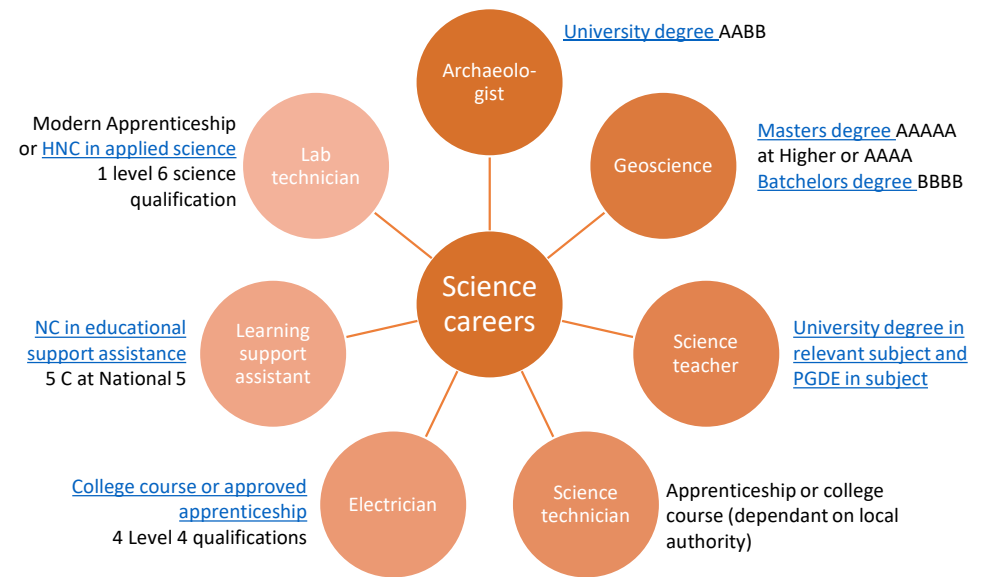 University degree AABB
Archaeolo-
gist
Masters degree AAAAA
at Higher or AAAA
Batchelors degree BBBB
Geoscience
Modern Apprenticeship
or HNC in applied science
1 level 6 science
qualification
Lab
technician
Science
careers
University degree in
relevant subject and
PGDE in subject
Science
teacher
NC in educational
support assistance
5 C at National 5
Learning
support
assistant
College course or approved
apprenticeship
4 Level 4 qualifications
Electrician
Science
technician
Apprenticeship or college
course (dependant on local
authority)